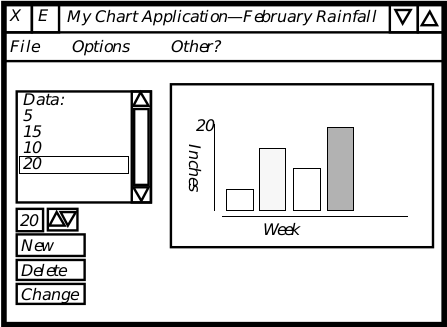 X E My Chart Application—February Rainfall
File Options Other?
Data:
5
15
10
20
20
New
Delete
Change
20
Inches
Week